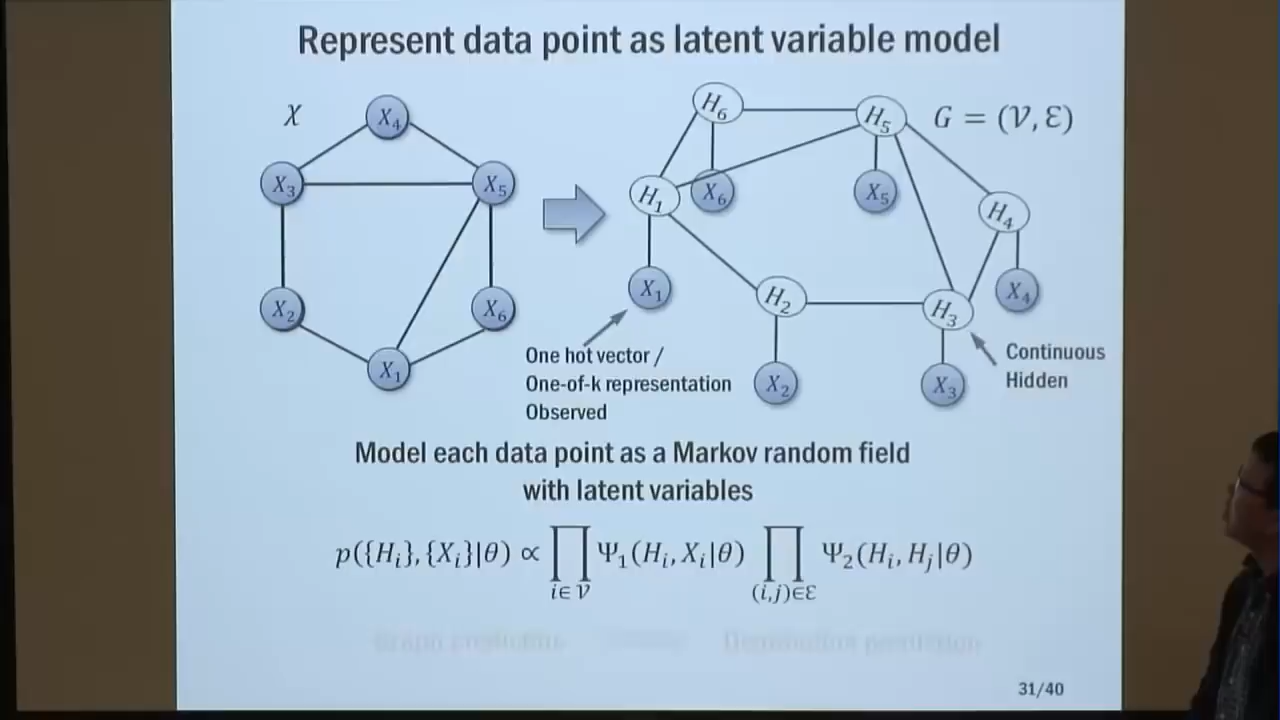 Represent data point as latent variable model
χ
X₄
X₃
X₅
X₂
X₆
X₁
H₆
H₅
G = (𝒱, ℰ)
H₁
X₆
X₅
H₄
X₁
H₂
H₃
X₄
X₂
X₃
One hot vector /
One-of-k representation
Observed
Continuous
Hidden
Model each data point as a Markov random field
with latent variables
p({Hᵢ}, {Xᵢ}|θ) ∝ ∏ Ψ₁(Hᵢ, Xᵢ|θ) ∏ Ψ₂(Hᵢ, Hⱼ|θ)
i∈𝒱 (i,j)∈ℰ
31/40